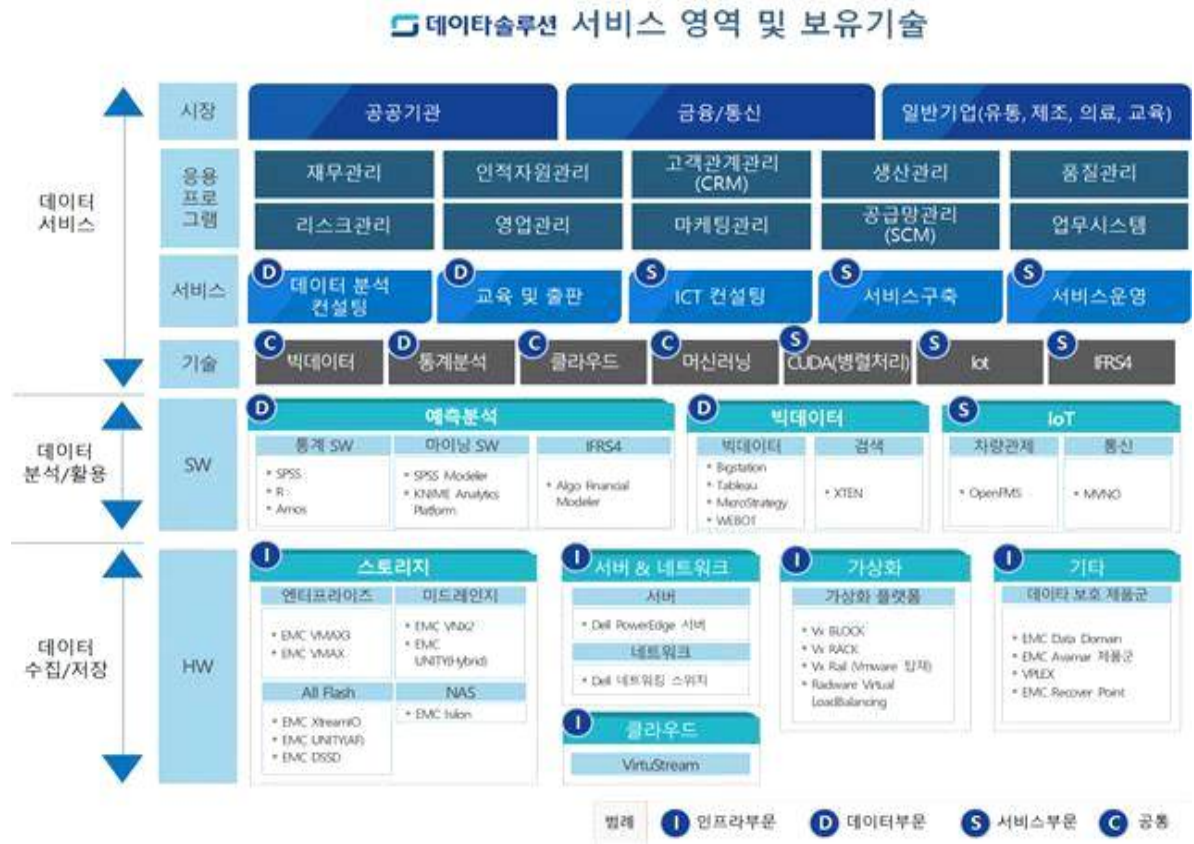 데이타솔루션 서비스 영역 및 보유기술
데이터
서비스
시장
공공기관
금융/통신
일반기업(유통, 제조, 의료, 교육)
응용
프로
그램
재무관리
인적자원관리
고객관계관리
(CRM)
생산관리
품질관리
리스크관리
영업관리
마케팅관리
공급망관리
(SCM)
업무시스템
서비스
D
데이터 분석
컨설팅
D
교육 및 출판
S
ICT 컨설팅
S
서비스구축
S
서비스운영
기술
C
빅데이터
D
통계분석
C
클라우드
C
머신러닝
S
CUDA(병렬처리)
S
Iot
S
IFRS4
데이터
분석/활용
SW
D
예측분석
통계 SW
• SPSS
• R
• Amos
마이닝 SW
• SPSS Modeler
• KNIME Analytics
Platform
IFRS4
• Algo Financial
Modeler
D
빅데이터
빅데이터
• Bigstation
• Tableau
• MicroStrategy
• WEBOT
검색
• XTEN
S
IoT
차량관제
• OpenFMS
통신
• MVNO
데이터
수집/저장
HW
I
스토리지
엔터프라이즈
• EMC VMAX3
• EMC VMAX
미드레인지
• EMC VNX2
• EMC
UNITY(Hybrid)
All Flash
• EMC XtreamIO
• EMC UNITY(AF)
• EMC DSSD
NAS
• EMC Isilon
I
서버 & 네트워크
서버
• Dell PowerEdge 서버
네트워크
• Dell 네트워킹 스위치
I
클라우드
VirtuStream
I
가상화
가상화 플랫폼
• Vx BLOCK
• Vx RACK
• Vx Rail (Vmware 탑재)
• Radware Virtual
LoadBalancing
I
기타
데이타 보호 제품군
• EMC Data Domain
• EMC Avamar 제품군
• VPLEX
• EMC Recover Point
범례
I 인프라부문
D 데이터부문
S 서비스부문
C 공통